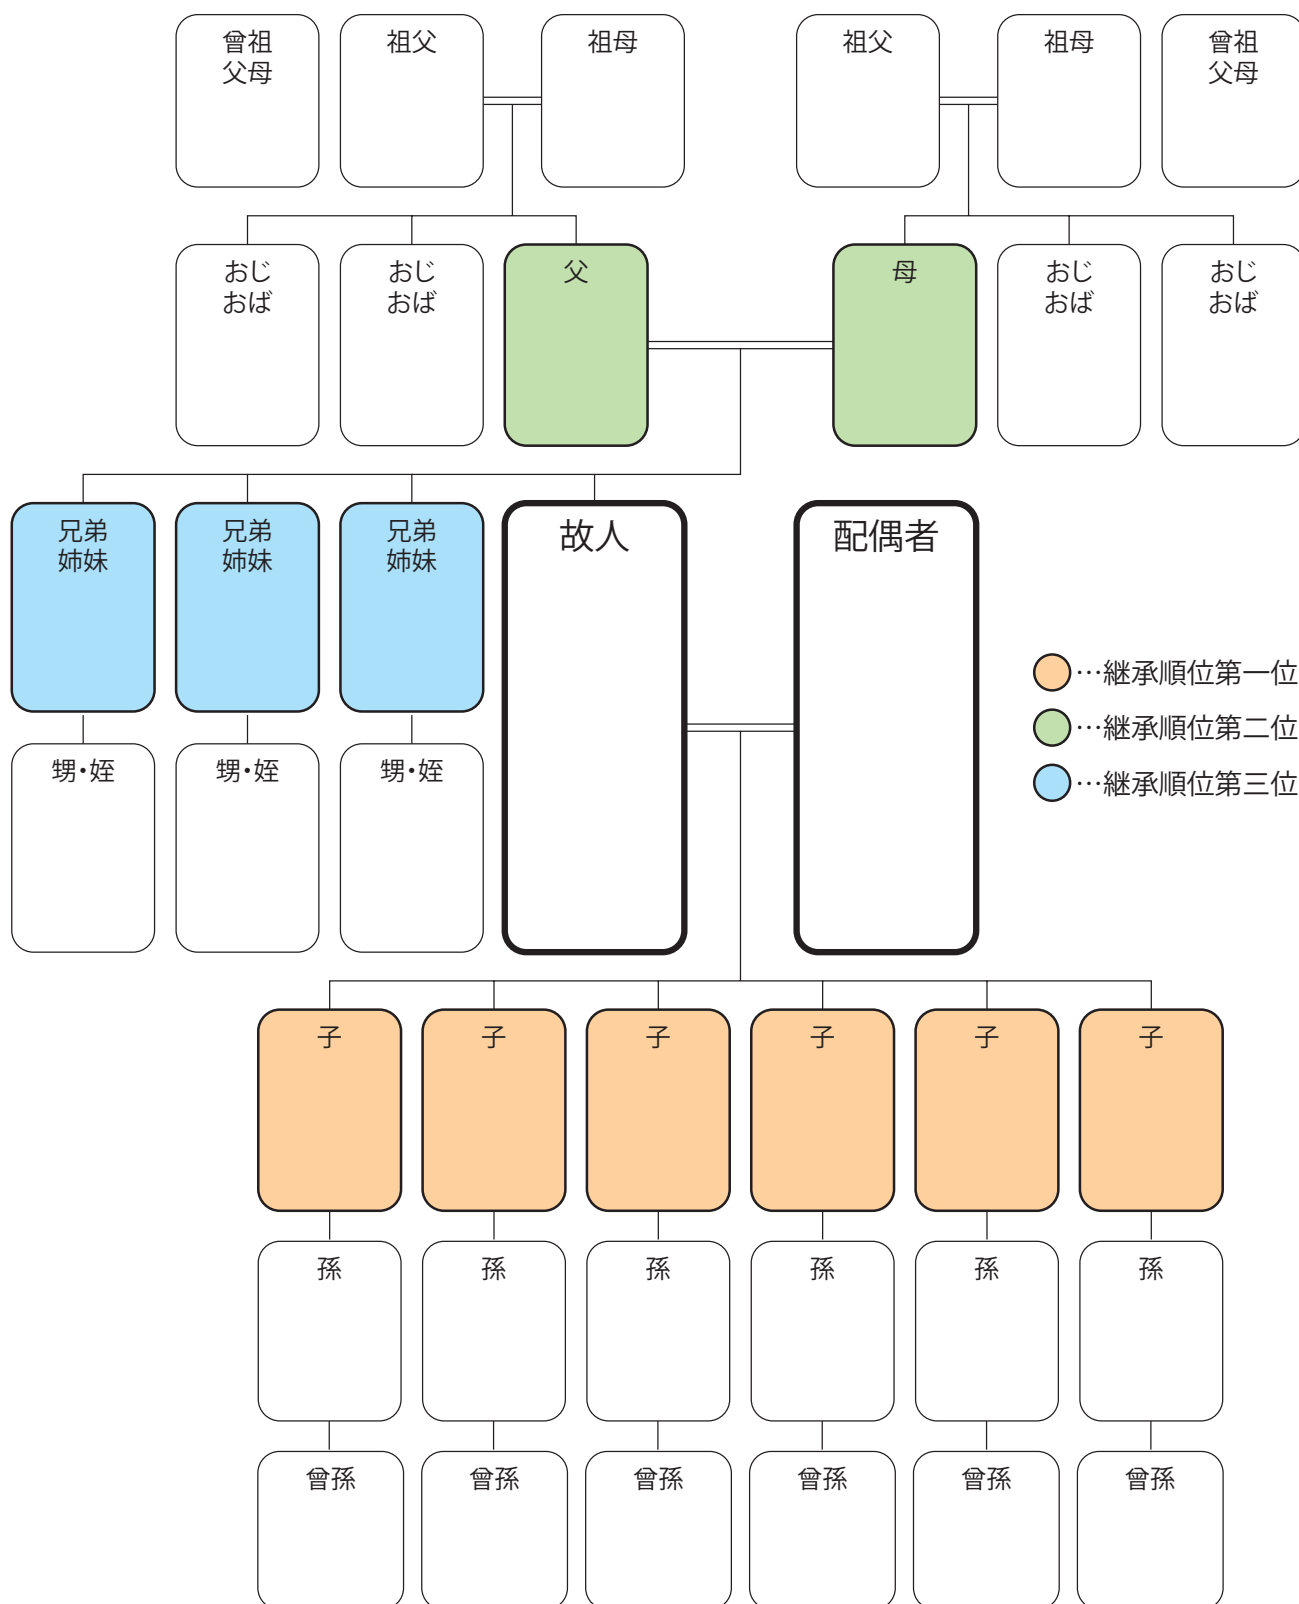 曾祖
父母
祖父
祖母
祖父
祖母
曾祖
父母
おじ
おば
おじ
おば
父
母
おじ
おば
おじ
おば
兄弟
姉妹
兄弟
姉妹
兄弟
姉妹
故人
配偶者
…継承順位第一位
…継承順位第二位
…継承順位第三位
甥・姪
甥・姪
甥・姪
子
子
子
子
子
子
孫
孫
孫
孫
孫
孫
曾孫
曾孫
曾孫
曾孫
曾孫
曾孫